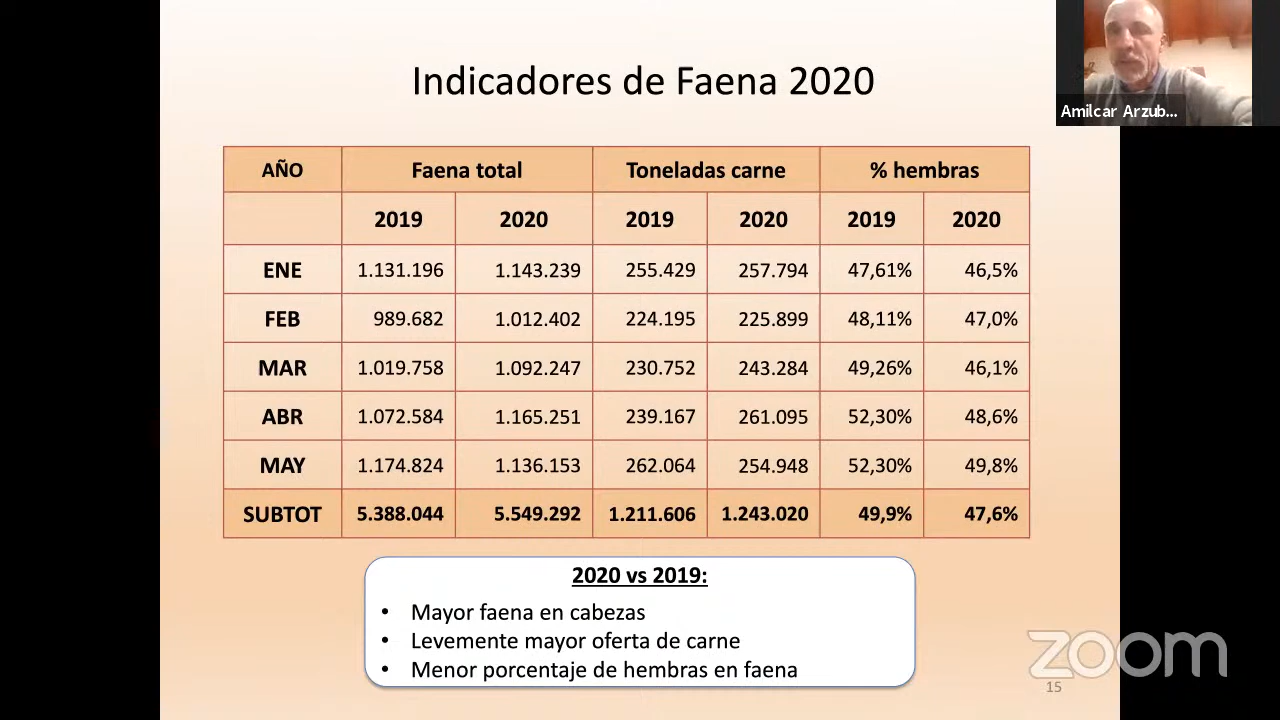 Indicadores de Faena 2020
Amilcar Arzub...
AÑO Faena total Toneladas carne % hembras
2019 2020 2019 2020 2019 2020
ENE 1.131.196 1.143.239 255.429 257.794 47,61% 46,5%
FEB 989.682 1.012.402 224.195 225.899 48,11% 47,0%
MAR 1.019.758 1.092.247 230.752 243.284 49,26% 46,1%
ABR 1.072.584 1.165.251 239.167 261.095 52,30% 48,6%
MAY 1.174.824 1.136.153 262.064 254.948 52,30% 49,8%
SUBTOT 5.388.044 5.549.292 1.211.606 1.243.020 49,9% 47,6%
2020 vs 2019:
• Mayor faena en cabezas
• Levemente mayor oferta de carne
• Menor porcentaje de hembras en faena
zoom
15